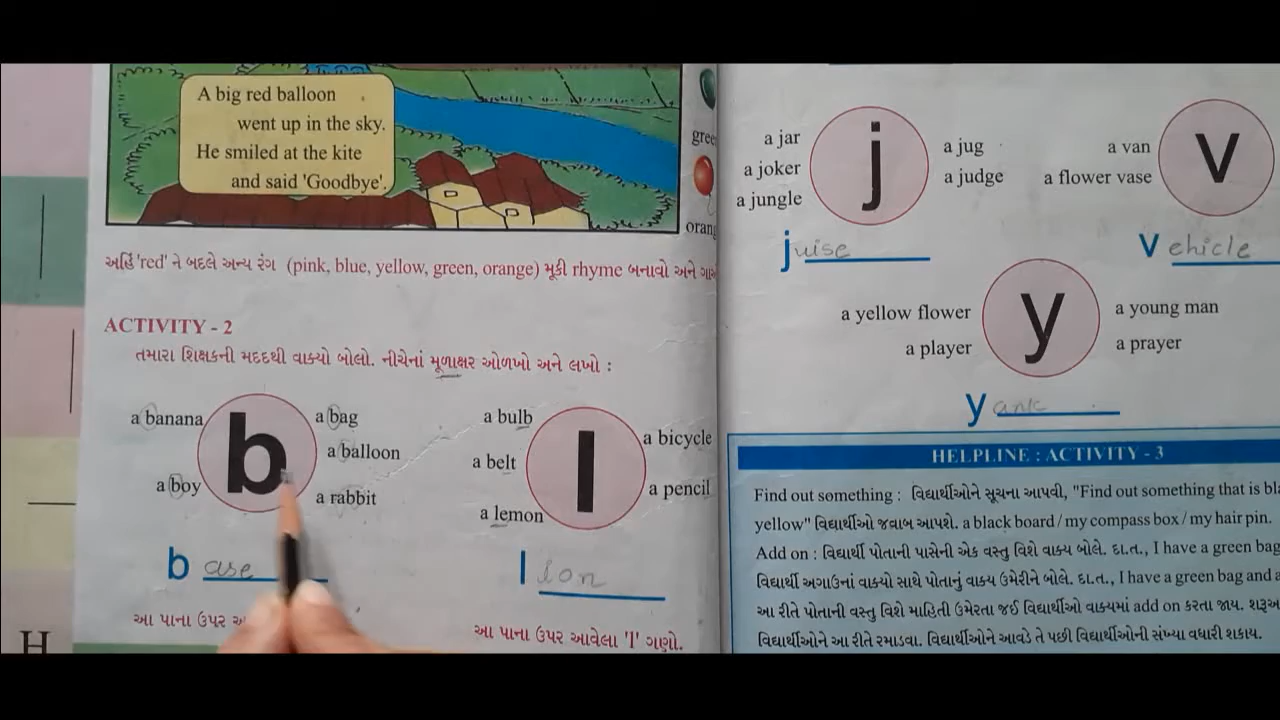 A big red balloon
went up in the sky.
He smiled at the kite
and said 'Goodbye'.
અહિં 'red' ને બદલે અન્ય રંગ (pink, blue, yellow, green, orange) મૂકી rhyme બનાવો અને
ACTIVITY - 2
તમારા શિક્ષકની મદદથી વાક્યો બોલો. નીચેનાં મૂળાક્ષર ઓળખો અને લખો :
a banana
a boy
b
a bag
a balloon
a rabbit
b ase
આ પાના ઉપર
a bulb
a belt
a lemon
l
a bicycle
a pencil
l ion
આ પાના ઉપર આવેલા 'l' ગણો.
H
a jar
a joker
a jungle
j
a jug
a judge
j uise
a van
a flower vase
v
v ehicle
a yellow flower
a player
y
a young man
a prayer
y ank
HELPLINE : ACTIVITY - 3
Find out something : વિદ્યાર્થીઓને સૂચના આપવી, "Find out something that is
yellow" વિદ્યાર્થીઓ જવાબ આપશે. a black board / my compass box / my hair pin.
Add on : વિદ્યાર્થી પોતાની પાસેની એક વસ્તુ વિશે વાક્ય બોલે. દા.ત., I have a green bag
વિદ્યાર્થી અગાઉનાં વાક્યો સાથે પોતાનું વાક્ય ઉમેરીને બોલે. દા.ત., I have a green bag and
આ રીતે પોતાની વસ્તુ વિશે માહિતી ઉમેરતા જઈ વિદ્યાર્થીઓ વાક્યમાં add on કરતા જાય.
વિદ્યાર્થીઓને આ રીતે રમાડવા. વિદ્યાર્થીઓને આવડે તે પછી વિદ્યાર્થીઓની સંખ્યા વધારી શકાય.